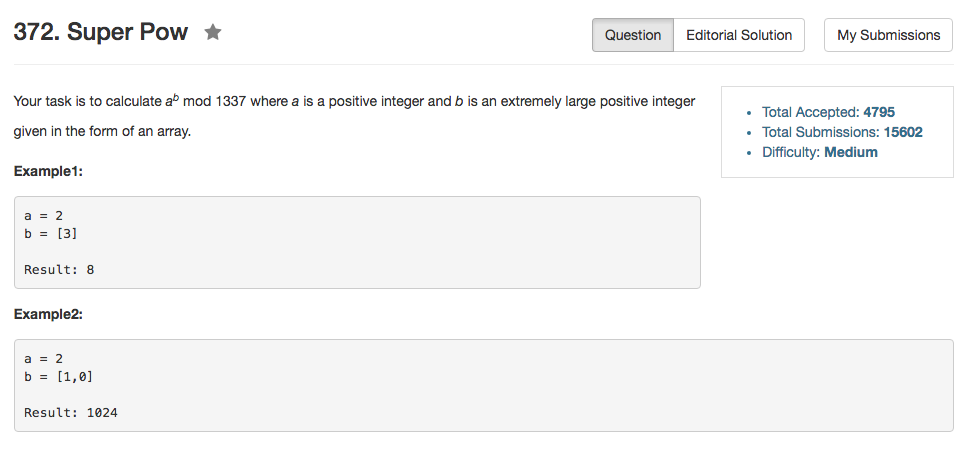 372. Super Pow
Question
Editorial Solution
My Submissions
Your task is to calculate aᵇ mod 1337 where a is a positive integer and b is an extremely large positive integer
given in the form of an array.
Total Accepted: 4795
Total Submissions: 15602
Difficulty: Medium
Example1:
a = 2
b = [3]
Result: 8
Example2:
a = 2
b = [1,0]
Result: 1024